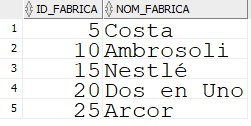 ID_FABRICA NOM_FABRICA
1 5 Costa
2 10 Ambrosoli
3 15 Nestlé
4 20 Dos en Uno
5 25 Arcor